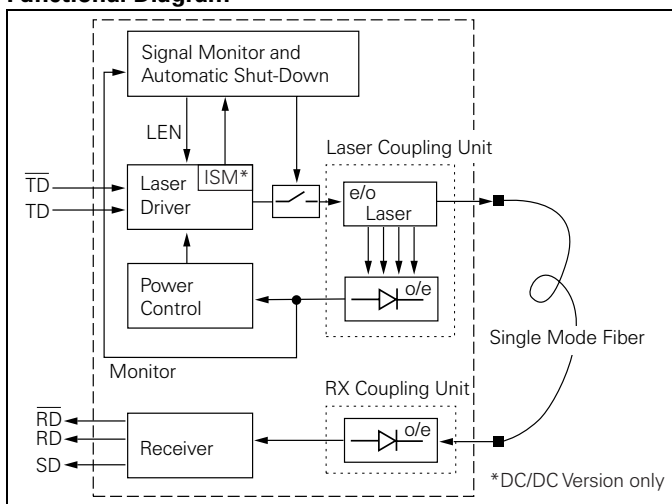 Functional Diagram
Signal Monitor and
Automatic Shut-Down
LEN
Laser Coupling Unit
TD
TD
Laser
Driver
ISM*
e/o
Laser
Power
Control
o/e
Single Mode Fiber
Monitor
RX Coupling Unit
RD
RD
SD
Receiver
o/e
*DC/DC Version only